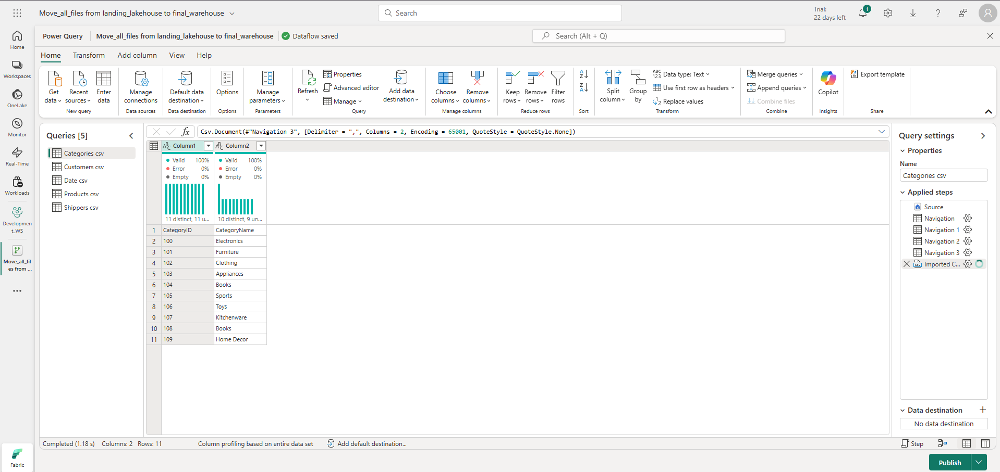 Move_all_files from landing_lakehouse to final_warehouse
Search
Trial:
22 days left
1
Home
Workspaces
OneLake
Monitor
Real-Time
Workloads
Developmen
t_WS
Move_all_fil
es from ...
Fabric
Power Query
Move_all_files from landing_lakehouse to final_warehouse
Dataflow saved
Search (Alt + Q)
Home Transform Add column View Help
Get
data
Recent
sources
Enter
data
New query
Manage
connections
Data sources
Default data
destination
Data destination
Options
Options
Manage
parameters
Parameters
Refresh
Properties
Advanced editor
Manage
Add data
destination
Query
Choose
columns
Remove
columns
Manage columns
Keep
rows
Remove
rows
Filter
rows
Reduce rows
A
Z
Z
A
Sort
Split
column
Group
by
ABC
123
Data type: Text
Use first row as headers
1
2
Replace values
Transform
Merge queries
Append queries
Combine files
Combine
Copilot
Insights
Export template
Share
Queries [5]
Categories csv
Customers csv
Date csv
Products csv
Shippers csv
fx
Csv.Document(#"Navigation 3", [Delimiter = ",", Columns = 2, Encoding = 65001, QuoteStyle = QuoteStyle.None])
ABC Column1 ABC Column2
Valid 100% Valid 100%
Error 0% Error 0%
Empty 0% Empty 0%
11 distinct, 11 u... 10 distinct, 9 un...
1 CategoryID CategoryName
2 100 Electronics
3 101 Furniture
4 102 Clothing
5 103 Appliances
6 104 Books
7 105 Sports
8 106 Toys
9 107 Kitchenware
10 108 Books
11 109 Home Decor
Query settings
Properties
Name
Categories csv
Applied steps
Source
Navigation
Navigation 1
Navigation 2
Navigation 3
CSV Imported C...
Data destination
No data destination
Completed (1.18 s) Columns: 2 Rows: 11
Column profiling based on entire data set
Add default destination...
Step
Publish